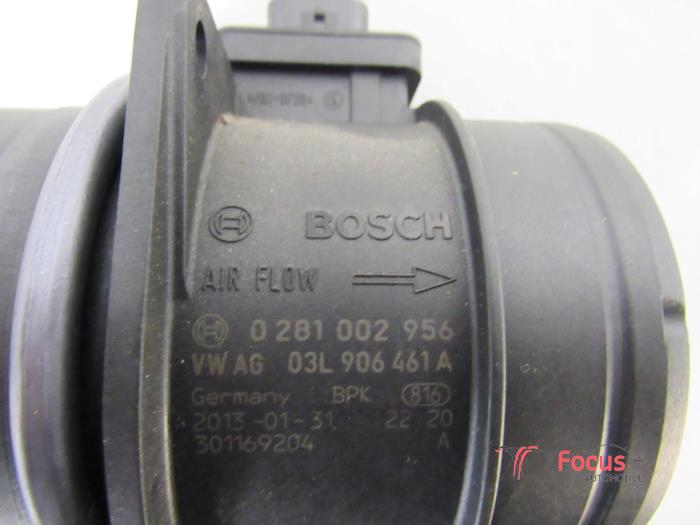 BOSCH
AIR FLOW
0 281 002 956
VW AG 03L 906 461 A
Germany BPK 816
2013-01-31 22:20
301169204 A
Focus
AUTOMOTIVE